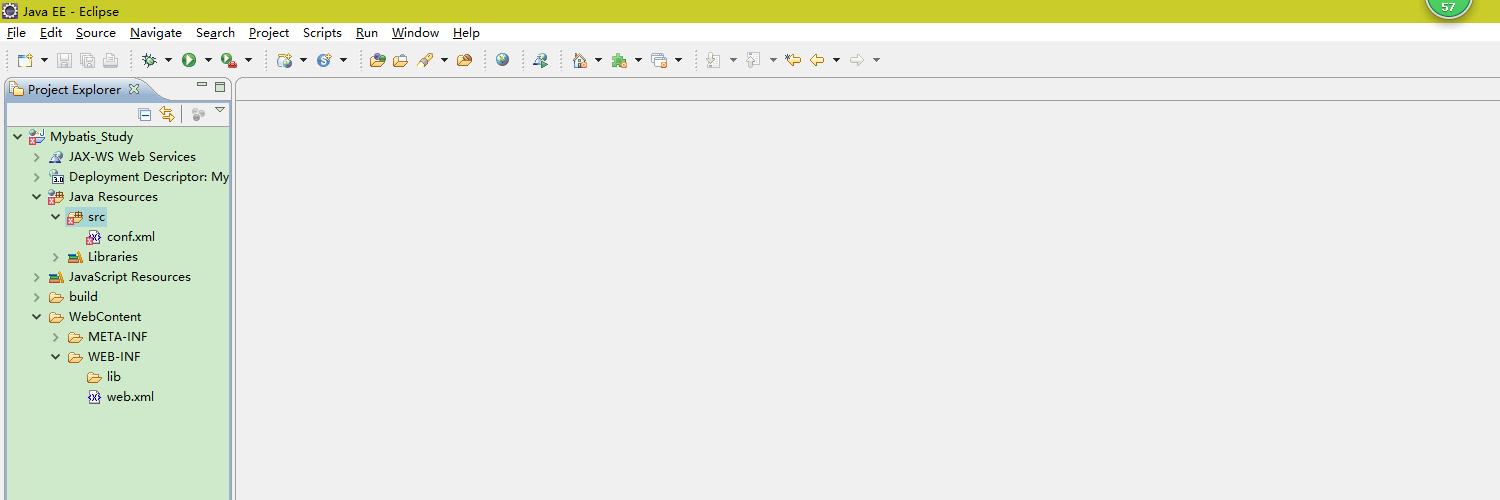 Java EE - Eclipse
57
File Edit Source Navigate Search Project Scripts Run Window Help
Project Explorer
Mybatis_Study
JAX-WS Web Services
3.0 Deployment Descriptor: My
Java Resources
src
conf.xml
Libraries
JavaScript Resources
build
WebContent
META-INF
WEB-INF
lib
web.xml